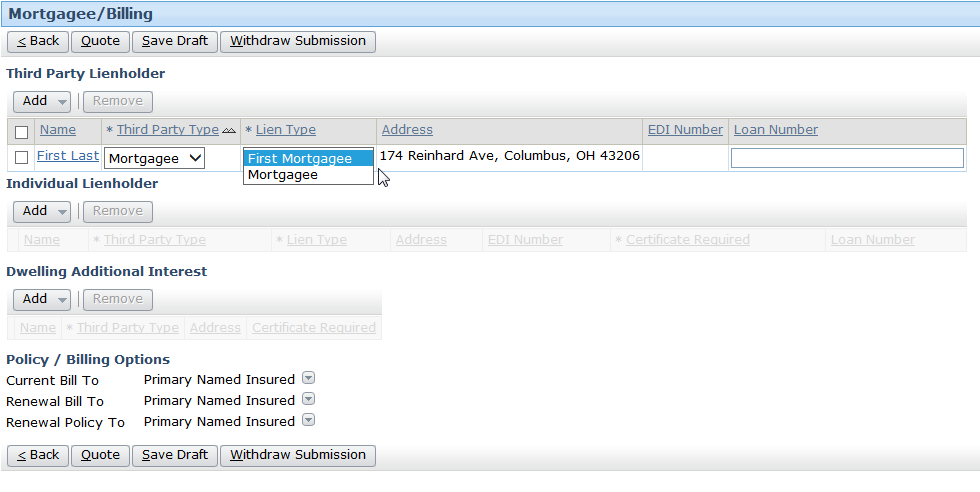 Mortgagee/Billing
< Back Quote Save Draft Withdraw Submission
Third Party Lienholder
Add Remove
Name * Third Party Type * Lien Type Address EDI Number Loan Number
First Last Mortgagee First Mortgagee 174 Reinhard Ave, Columbus, OH 43206
Mortgagee
Individual Lienholder
Add Remove
Name * Third Party Type * Lien Type Address EDI Number * Certificate Required Loan Number
Dwelling Additional Interest
Add Remove
Name * Third Party Type Address Certificate Required
Policy / Billing Options
Current Bill To Primary Named Insured
Renewal Bill To Primary Named Insured
Renewal Policy To Primary Named Insured
< Back Quote Save Draft Withdraw Submission